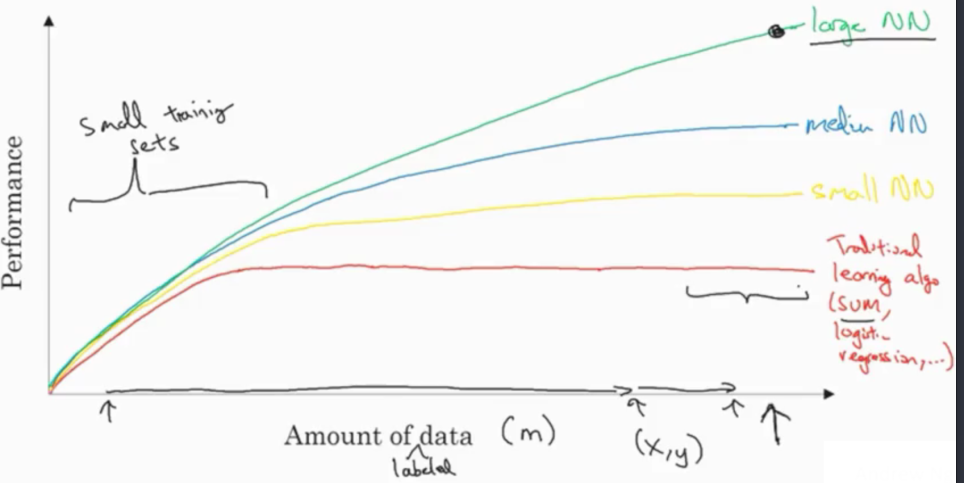 large NN
small training
sets
medium NN
small NN
Performance
Traditional
learning algo
(SVM,
logistic
regression,...)
Amount of data (m)
labeled
(x,y)